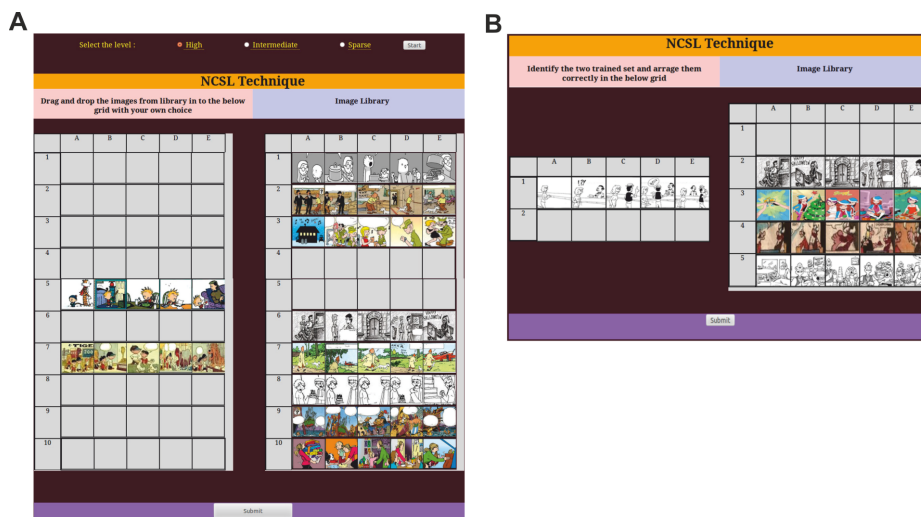 A
Select the level :
High
Intermediate
Sparse
Start
NCSL Technique
Drag and drop the images from library in to the below
grid with your own choice
Image Library
A B C D E
1
2
3
4
5
6
7
8
9
10
A B C D E
1
2
3
4
5
6
7
8
9
10
Submit
B
NCSL Technique
Identify the two trained set and arrage them
correctly in the below grid
Image Library
A B C D E
1
2
A B C D E
1
2
3
4
5
Submit